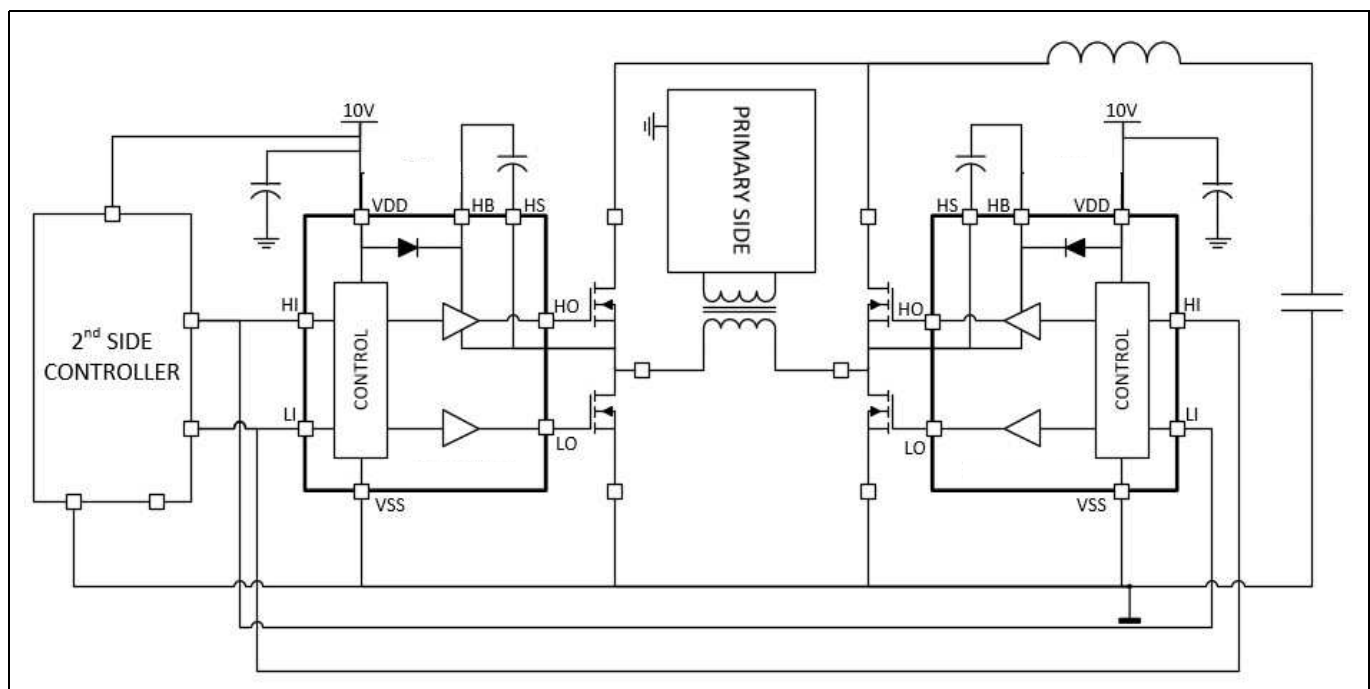 10V
10V
PRIMARY SIDE
VDD
HB
HS
HS
HB
VDD
2nd SIDE
CONTROLLER
HI
CONTROL
HO
HO
CONTROL
HI
LI
LO
LO
LI
VSS
VSS